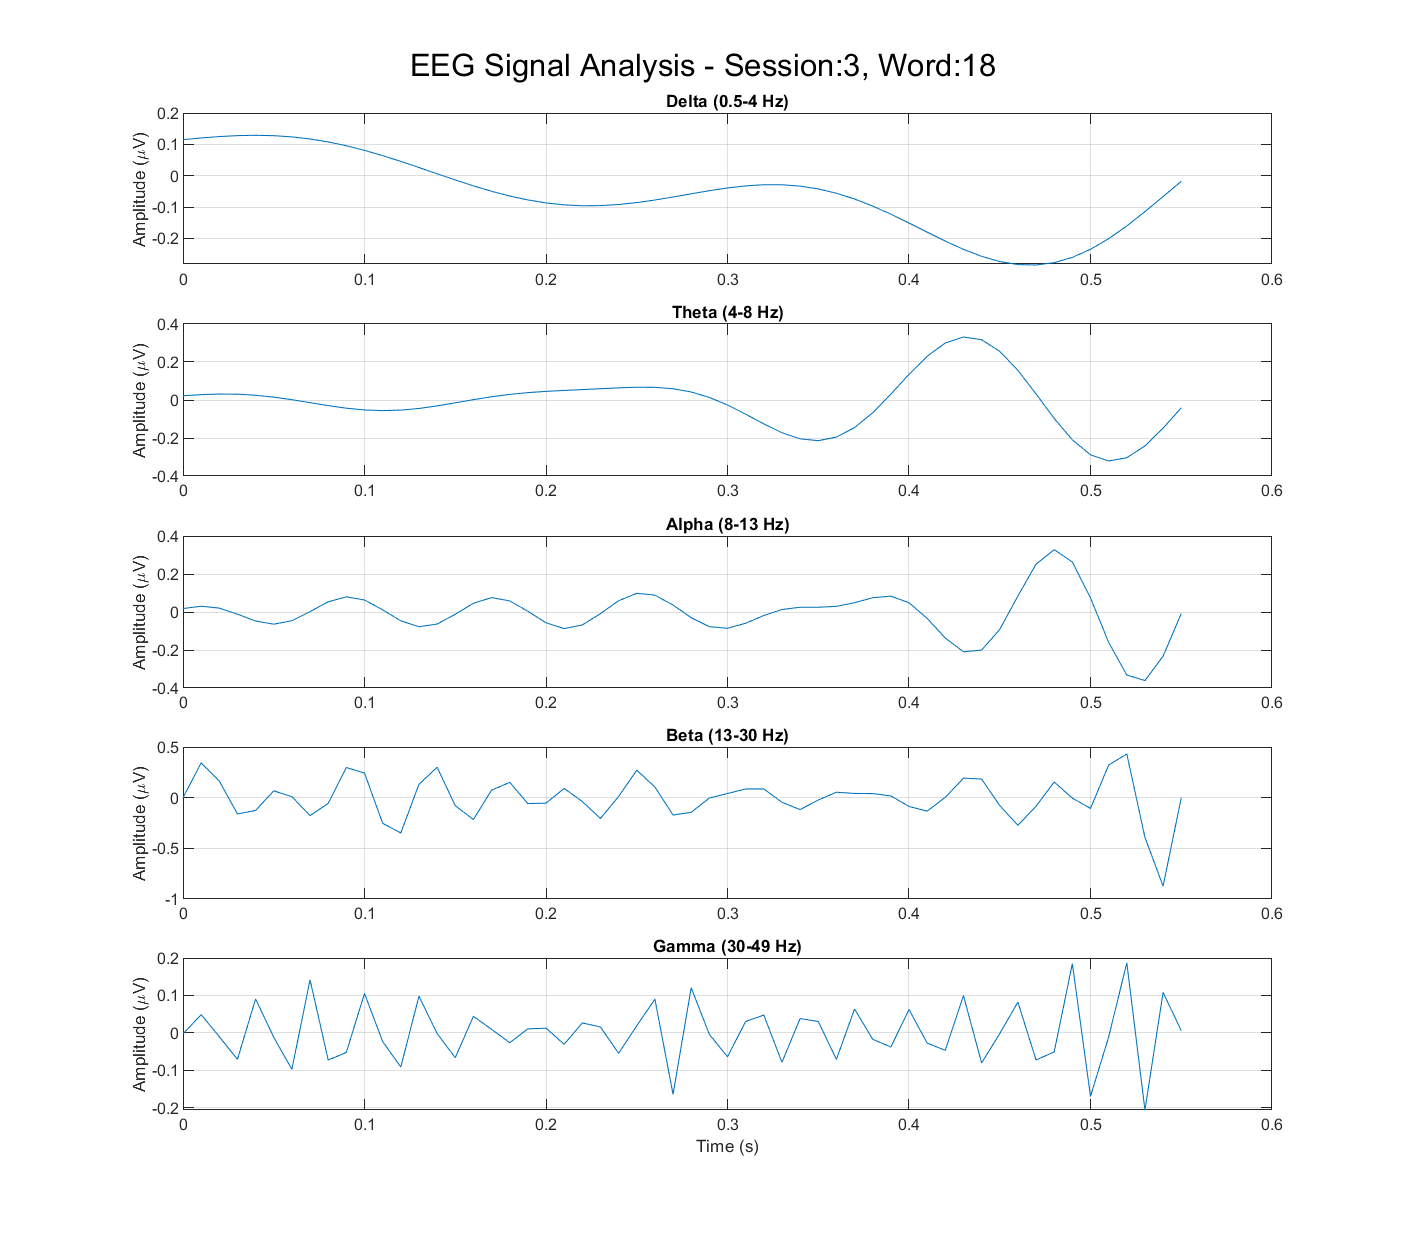 EEG Signal Analysis - Session:3, Word:18
Delta (0.5-4 Hz)
Amplitude (μV)
0.2
0.1
0
-0.1
-0.2
0 0.1 0.2 0.3 0.4 0.5 0.6
Theta (4-8 Hz)
Amplitude (μV)
0.4
0.2
0
-0.2
-0.4
0 0.1 0.2 0.3 0.4 0.5 0.6
Alpha (8-13 Hz)
Amplitude (μV)
0.4
0.2
0
-0.2
-0.4
0 0.1 0.2 0.3 0.4 0.5 0.6
Beta (13-30 Hz)
Amplitude (μV)
0.5
0
-0.5
-1
0 0.1 0.2 0.3 0.4 0.5 0.6
Gamma (30-49 Hz)
Amplitude (μV)
0.2
0.1
0
-0.1
-0.2
0 0.1 0.2 0.3 0.4 0.5 0.6
Time (s)